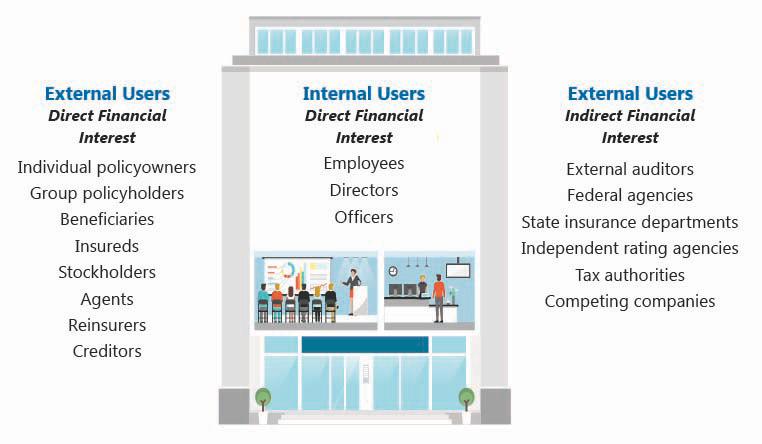 External Users
Direct Financial
Interest
Individual policyowners
Group policyholders
Beneficiaries
Insureds
Stockholders
Agents
Reinsurers
Creditors
Internal Users
Direct Financial
Interest
Employees
Directors
Officers
External Users
Indirect Financial
Interest
External auditors
Federal agencies
State insurance departments
Independent rating agencies
Tax authorities
Competing companies